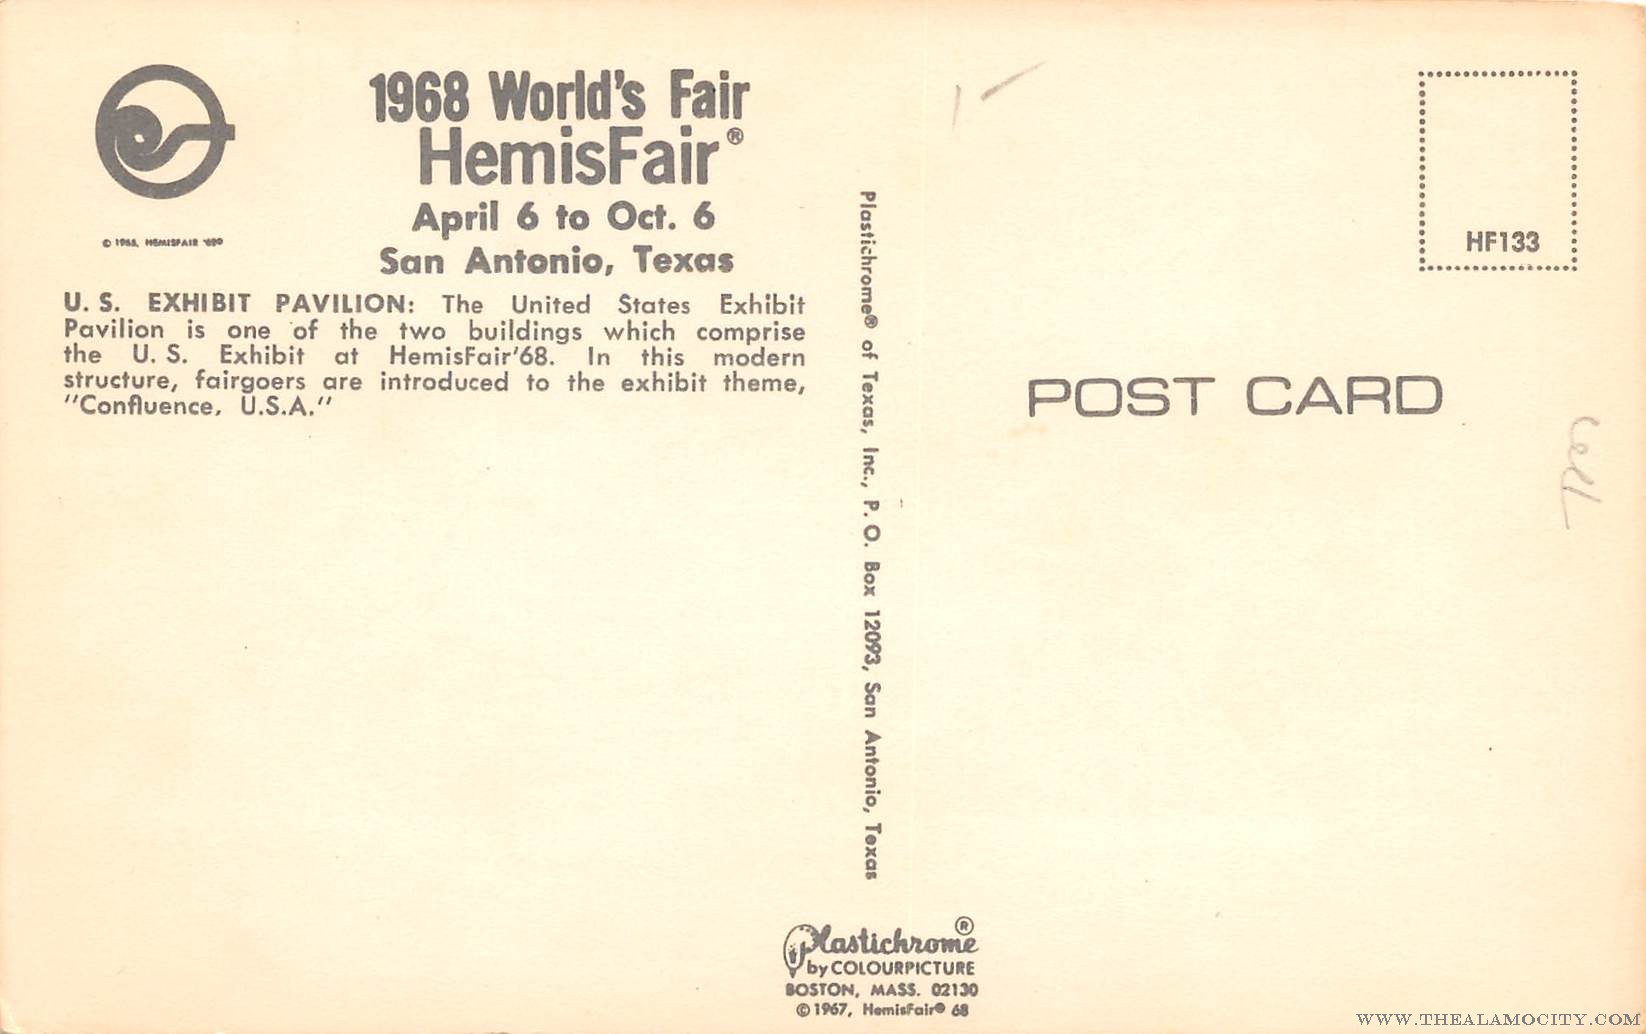 1968 World's Fair
HemisFair®
April 6 to Oct. 6
San Antonio, Texas
© 1965, HEMISFAIR '68®
U. S. EXHIBIT PAVILION: The United States Exhibit
Pavilion is one of the two buildings which comprise
the U. S. Exhibit at HemisFair'68. In this modern
structure, fairgoers are introduced to the exhibit theme,
"Confluence, U.S.A."
Plastichrome® of Texas, Inc., P. O. Box 12093, San Antonio, Texas
HF133
POST CARD
Plastichrome®
by COLOURPICTURE
BOSTON, MASS. 02130
© 1967, HemisFair® 68
WWW.THEALAMOCITY.COM